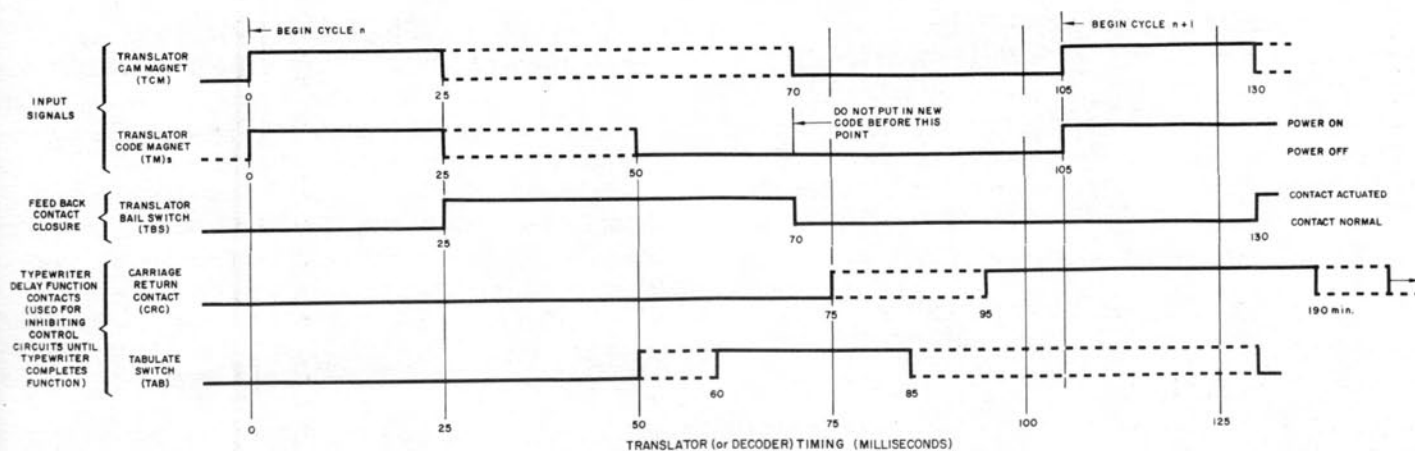 BEGIN CYCLE n
BEGIN CYCLE n+1
INPUT
SIGNALS
TRANSLATOR
CAM MAGNET
(TCM)
0
25
70
105
130
DO NOT PUT IN NEW
CODE BEFORE THIS
POINT
TRANSLATOR
CODE MAGNET
(TM)s
POWER ON
POWER OFF
0
25
50
105
FEED BACK
CONTACT
CLOSURE
TRANSLATOR
BAIL SWITCH
(TBS)
CONTACT ACTUATED
CONTACT NORMAL
25
70
130
TYPEWRITER
DELAY FUNCTION
CONTACTS
(USED FOR
INHIBITING
CONTROL
CIRCUITS UNTIL
TYPEWRITER
COMPLETES
FUNCTION)
CARRIAGE
RETURN
CONTACT
(CRC)
75
95
190 min.
TABULATE
SWITCH
(TAB)
60
85
0
25
50
75
100
125
TRANSLATOR (or DECODER) TIMING (MILLISECONDS)